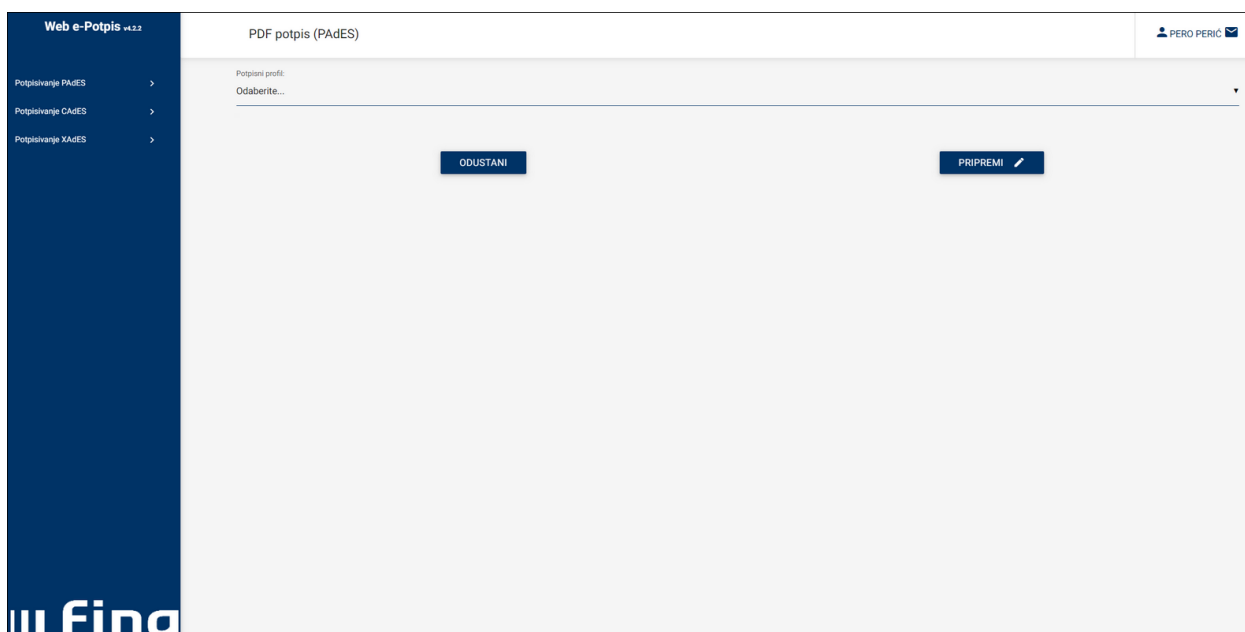 Web e-Potpis v4.2.2
PDF potpis (PAdES)
PERO PERIĆ
Potpisivanje PAdES
Potpisivanje CAdES
Potpisivanje XAdES
Potpisni profil:
Odaberite...
ODUSTANI
PRIPREMI
Fina